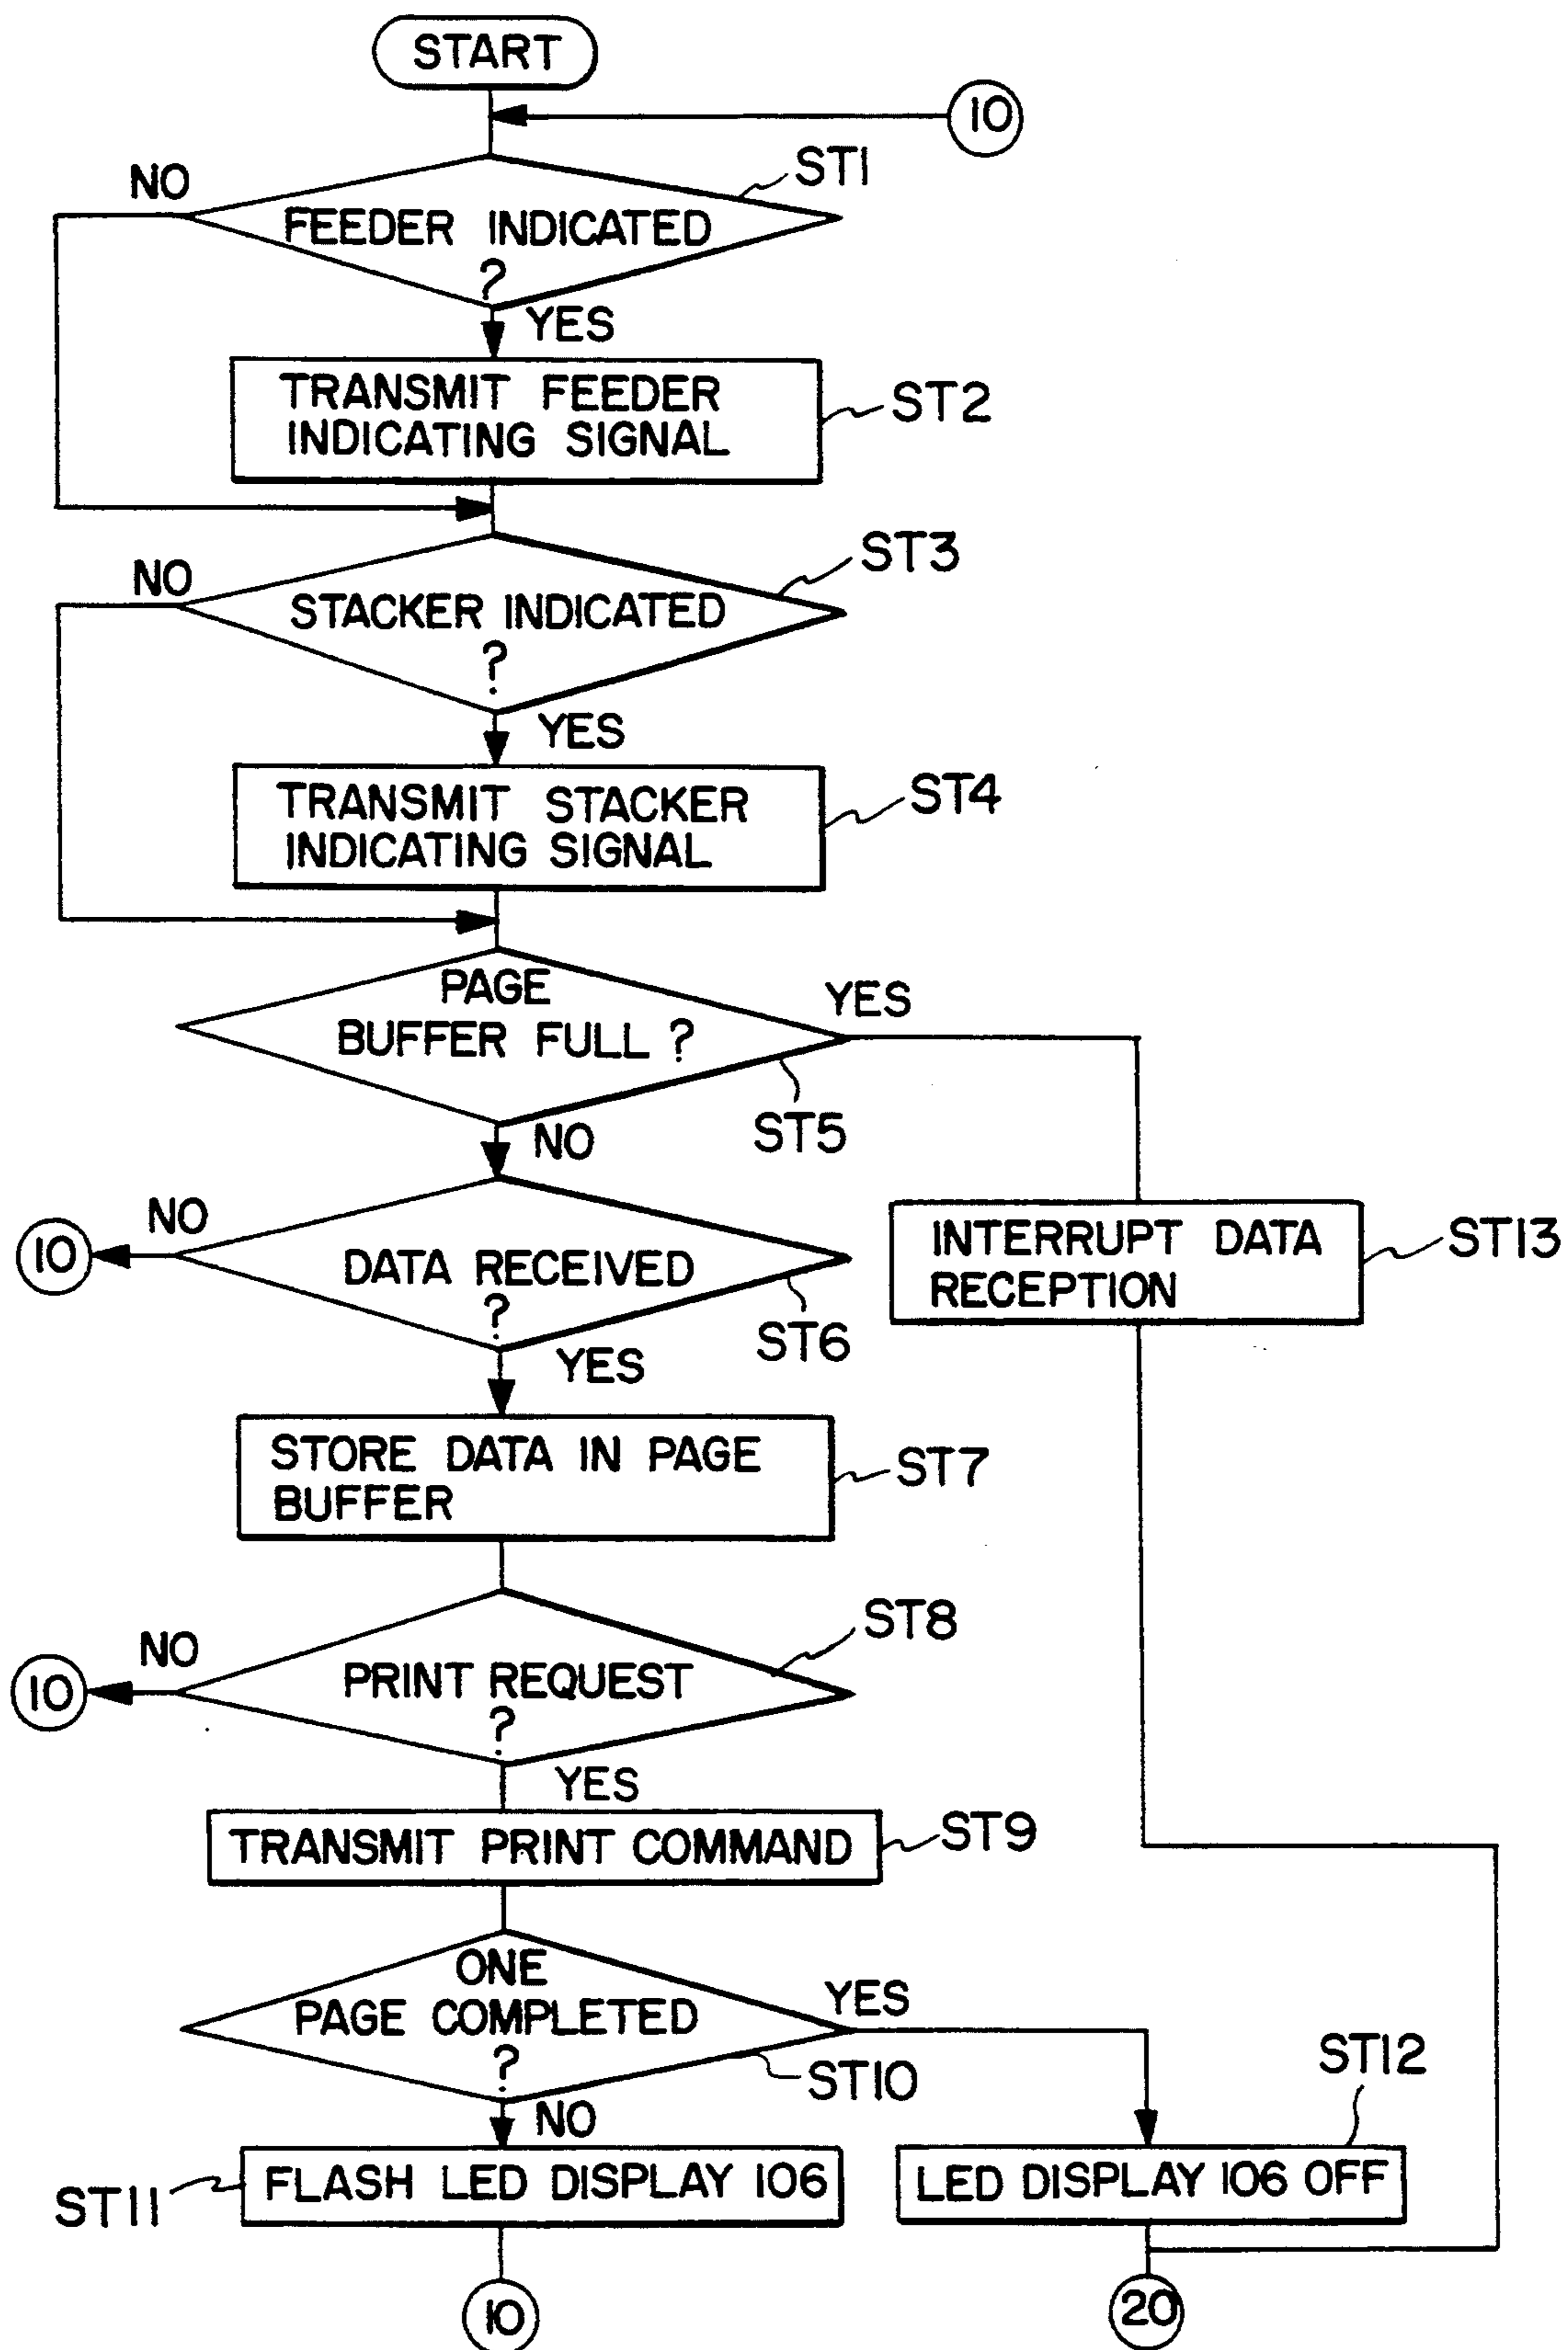 START
10
NO
ST1
FEEDER INDICATED
?
YES
TRANSMIT FEEDER
INDICATING SIGNAL
ST2
NO
ST3
STACKER INDICATED
?
YES
TRANSMIT STACKER
INDICATING SIGNAL
ST4
PAGE
BUFFER FULL ?
YES
ST5
NO
NO
10
DATA RECEIVED
?
ST6
YES
INTERRUPT DATA
RECEPTION
ST13
STORE DATA IN PAGE
BUFFER
ST7
ST8
NO
10
PRINT REQUEST
?
YES
TRANSMIT PRINT COMMAND
ST9
ONE
PAGE COMPLETED
?
YES
ST10
NO
ST12
ST11
FLASH LED DISPLAY 106
LED DISPLAY 106 OFF
10
20